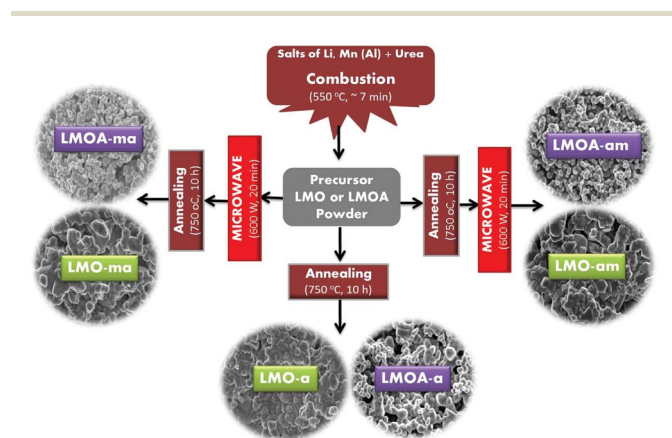 Salts of Li, Mn (Al) + Urea
Combustion
(550 °C, ~ 7 min)
LMOA-ma
LMO-ma
Annealing
(750 oC, 10 h)
MICROWAVE
(600 W, 20 min)
Precursor
LMO or LMOA
Powder
Annealing
(750 oC, 10 h)
MICROWAVE
(600 W, 20 min)
LMOA-am
LMO-am
Annealing
(750 °C, 10 h)
LMO-a
LMOA-a